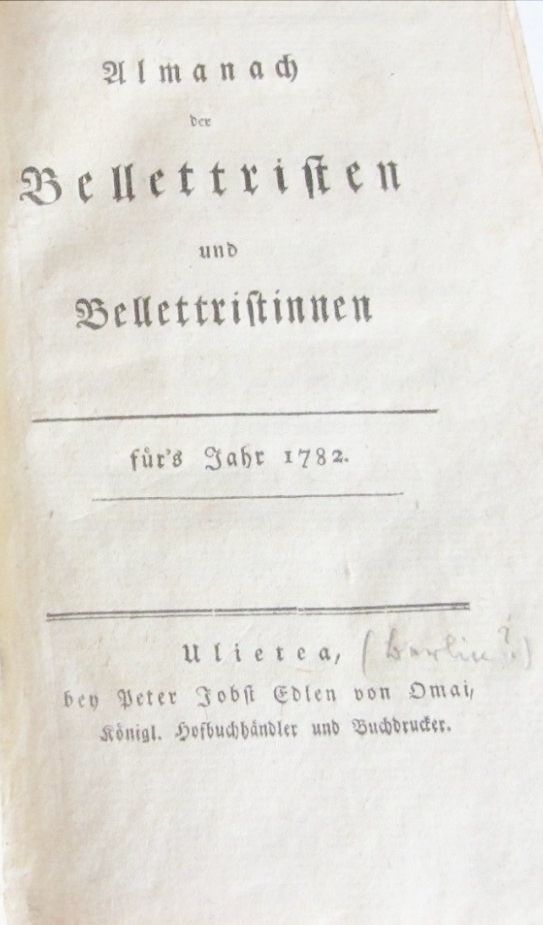 Almanach
der
Bellettristen
und
Bellettristinnen
fůr's Jahr 1782.
Ulietea, (Berlin?)
bey Peter Jobst Edlen von Omai,
Königl. Hofbuchhändler und Buchdrucker.